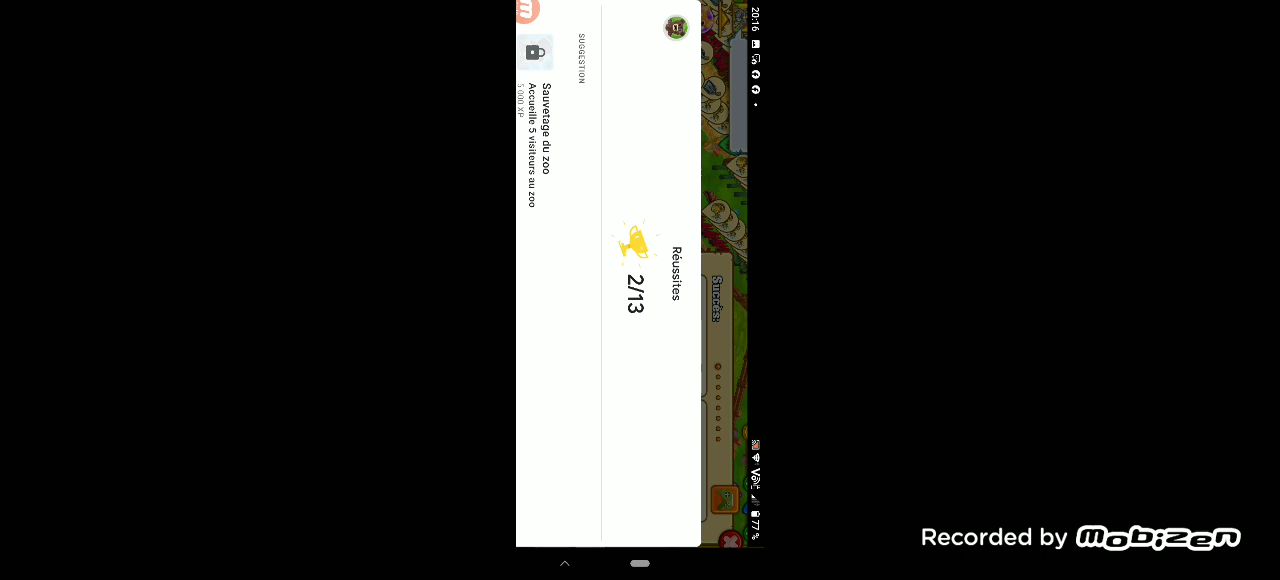 20:16
77 %
Succès:
Réussites
2/13
SUGGESTION
Sauvetage du zoo
Accueille 5 visiteurs au zoo
5 000 XP
Recorded by mobizen